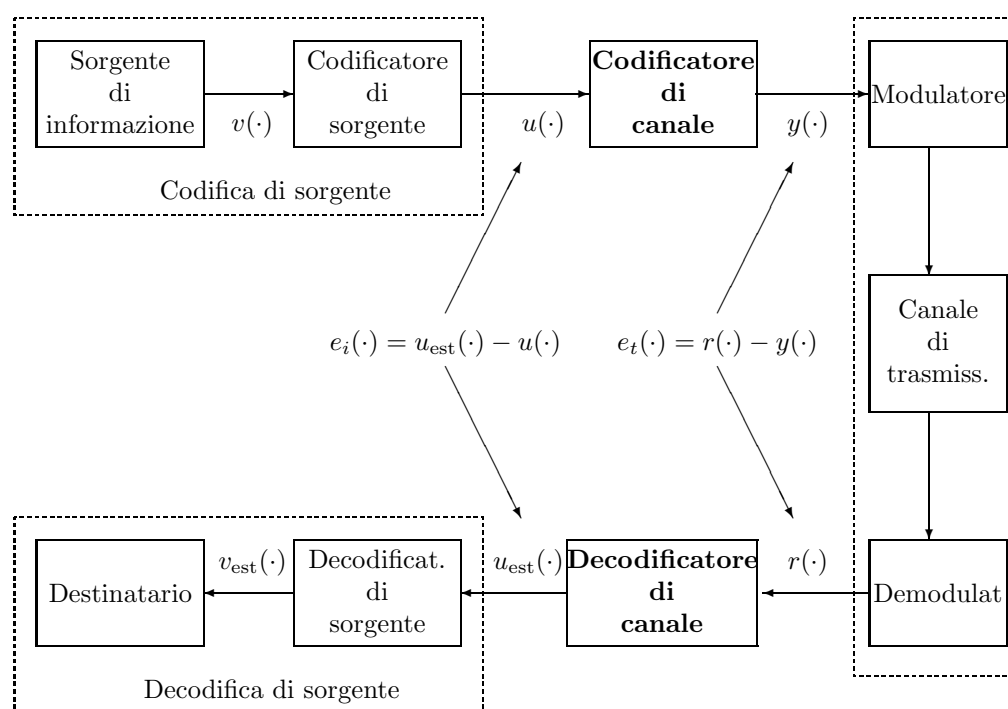 Sorgente
di
informazione
v(·)
Codificatore
di
sorgente
u(·)
Codificatore
di
canale
y(·)
Modulatore
Codifica di sorgente
e_i(·) = u_est(·) − u(·)
e_t(·) = r(·) − y(·)
Canale
di
trasmiss.
Destinatario
v_est(·)
Decodificat.
di
sorgente
u_est(·)
Decodificatore
di
canale
r(·)
Demodulat
Decodifica di sorgente